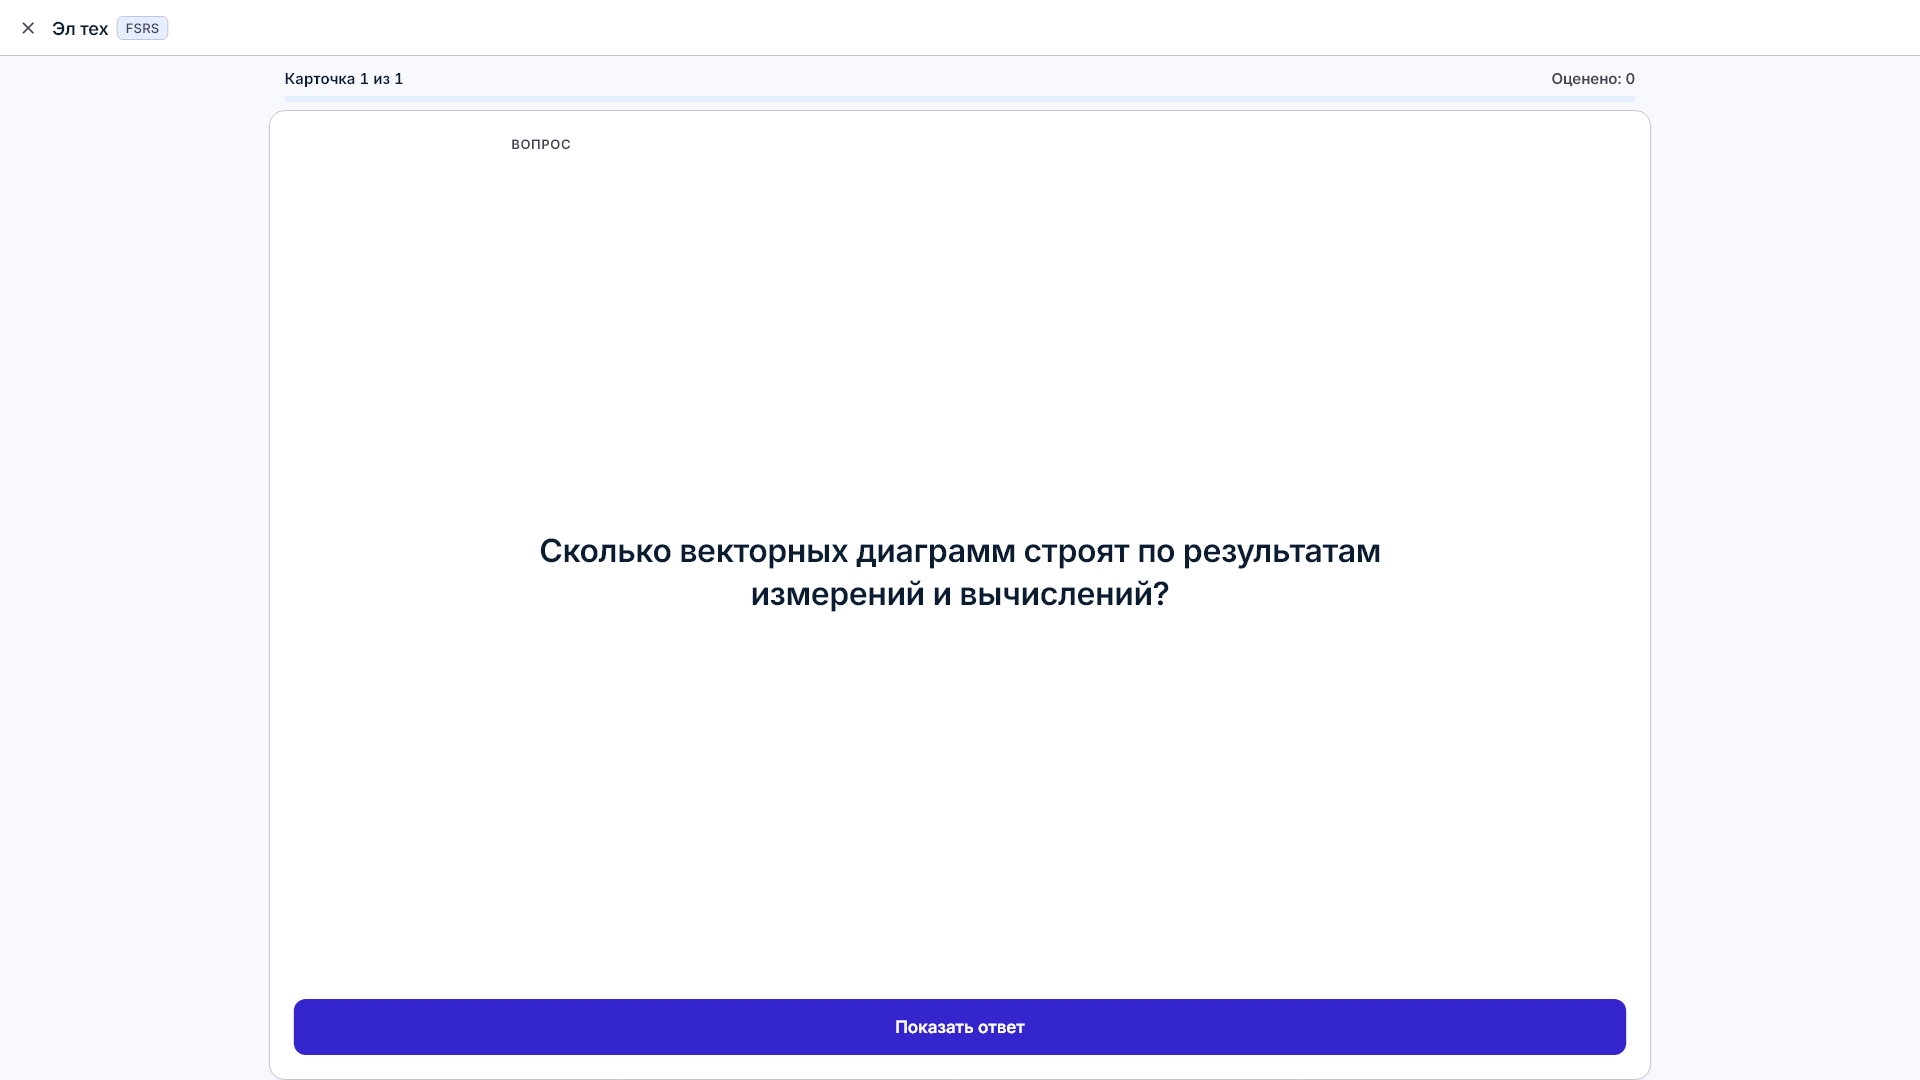 Эл тех FSRS
Карточка 1 из 1
Оценено: 0
ВОПРОС
Сколько векторных диаграмм строят по результатам
измерений и вычислений?
Показать ответ